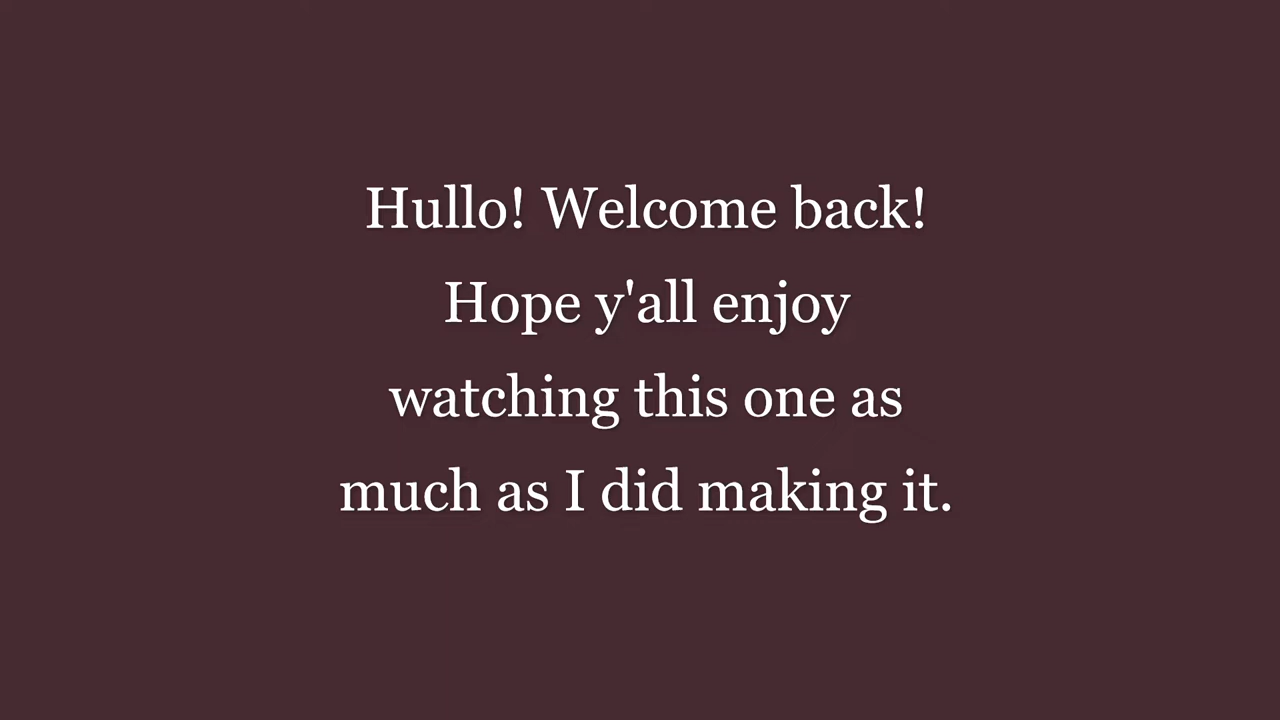 Hullo! Welcome back!
Hope y'all enjoy
watching this one as
much as I did making it.